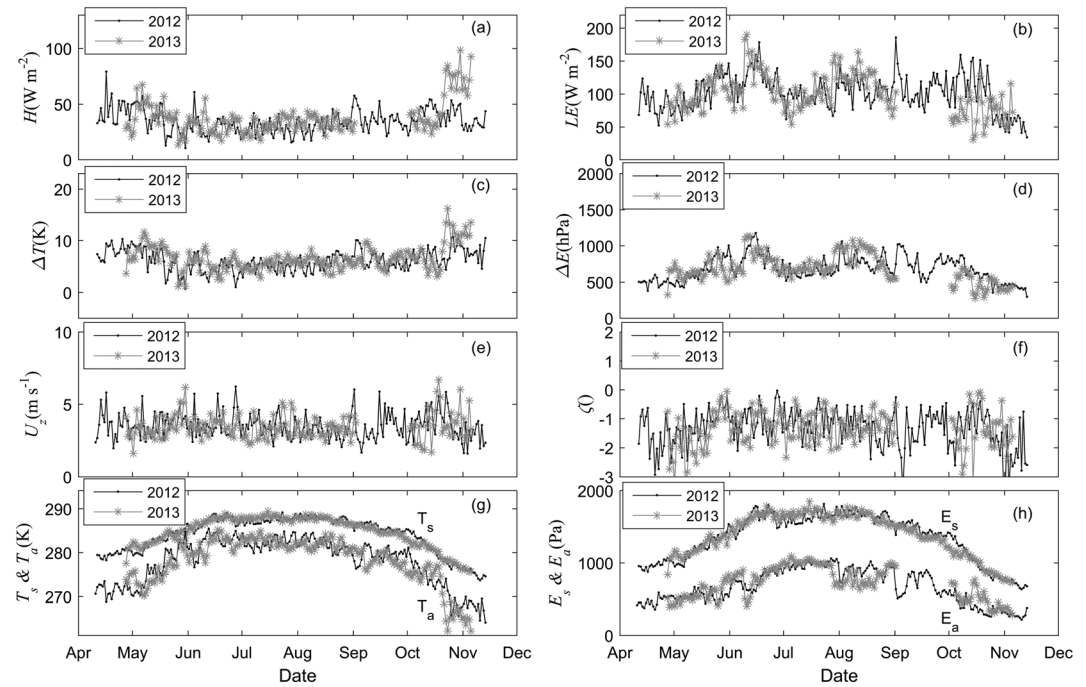 2012
2013
(a)
100
50
0
H(W m-2)
2012
2013
(b)
200
150
100
50
0
LE(W m-2)
2012
2013
(c)
20
10
0
ΔT(K)
2012
2013
(d)
2000
1500
1000
500
0
ΔE(hPa)
2012
2013
(e)
10
5
0
Uz(m s-1)
2012
2013
(f)
2
1
0
-1
-2
-3
ς()
2012
2013
(g)
290
280
270
Ts & Ta(K)
Ts
Ta
Apr May Jun Jul Aug Sep Oct Nov Dec
Date
2012
2013
(h)
2000
1000
0
Es & Ea(Pa)
Es
Ea
Apr May Jun Jul Aug Sep Oct Nov Dec
Date